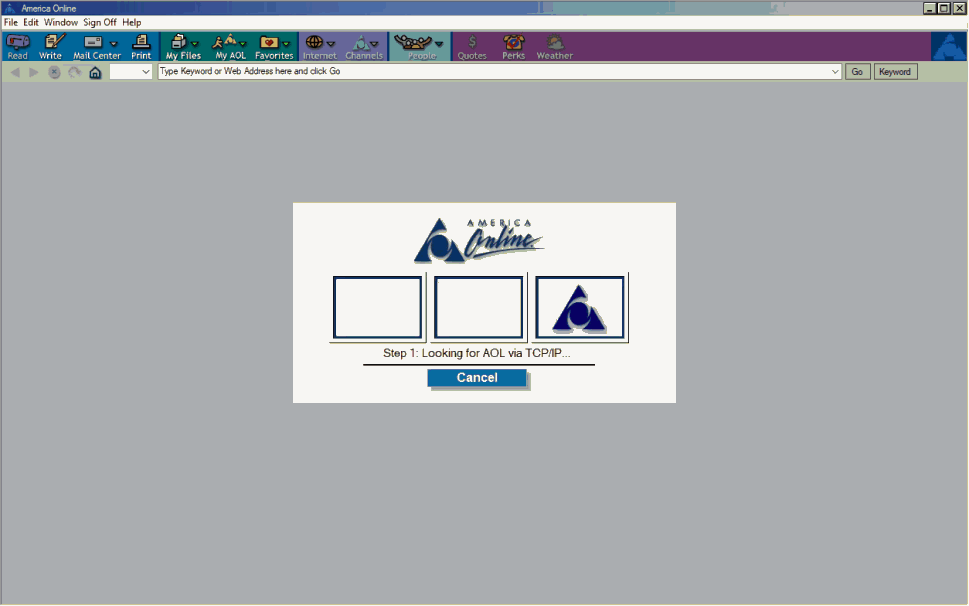 America Online
File Edit Window Sign Off Help
Read Write Mail Center Print My Files My AOL Favorites Internet Channels People Quotes Perks Weather
Type Keyword or Web Address here and click Go Go Keyword
AMERICA
Online
Step 1: Looking for AOL via TCP/IP...
Cancel